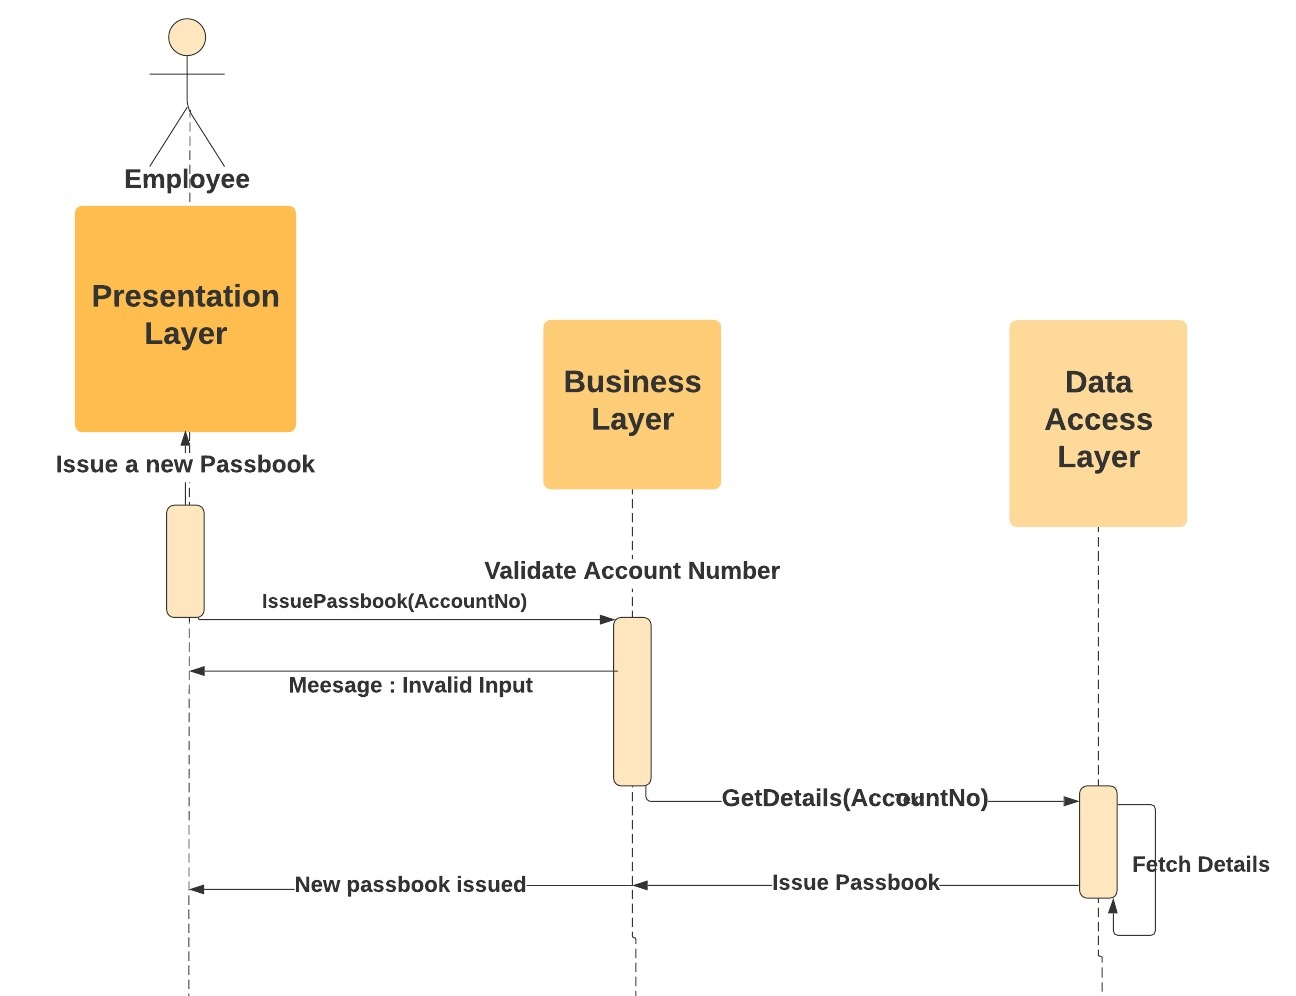 Employee
Presentation
Layer
Business
Layer
Data
Access
Layer
Issue a new Passbook
Validate Account Number
IssuePassbook(AccountNo)
Meesage : Invalid Input
GetDetails(AccountNo)
Fetch Details
New passbook issued
Issue Passbook